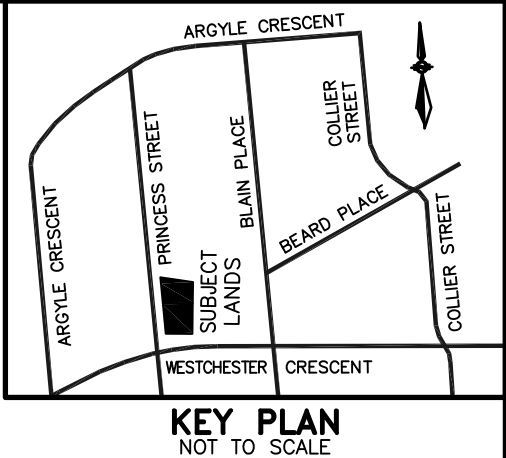 ARGYLE CRESCENT
COLLIER
STREET
PRINCESS STREET
BLAIN PLACE
BEARD PLACE
ARGYLE CRESCENT
SUBJECT
LANDS
COLLIER STREET
WESTCHESTER CRESCENT
KEY PLAN
NOT TO SCALE